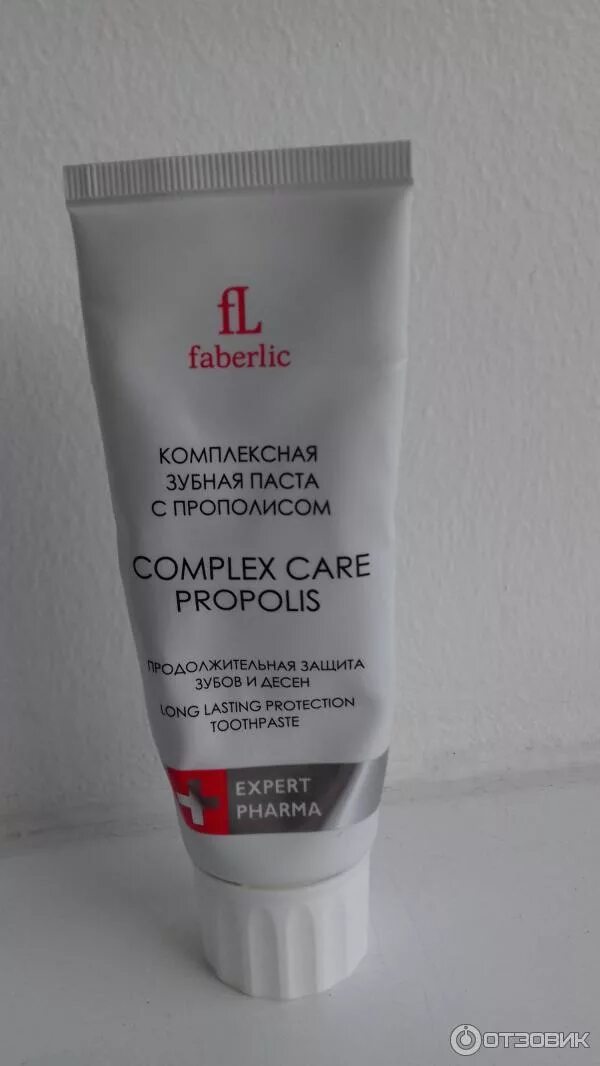 fL
faberlic
КОМПЛЕКСНАЯ
ЗУБНАЯ ПАСТА
С ПРОПОЛИСОМ
COMPLEX CARE
PROPOLIS
ПРОДОЛЖИТЕЛЬНАЯ ЗАЩИТА
ЗУБОВ И ДЕСЕН
LONG LASTING PROTECTION
TOOTHPASTE
EXPERT
PHARMA
ОТЗОВИК